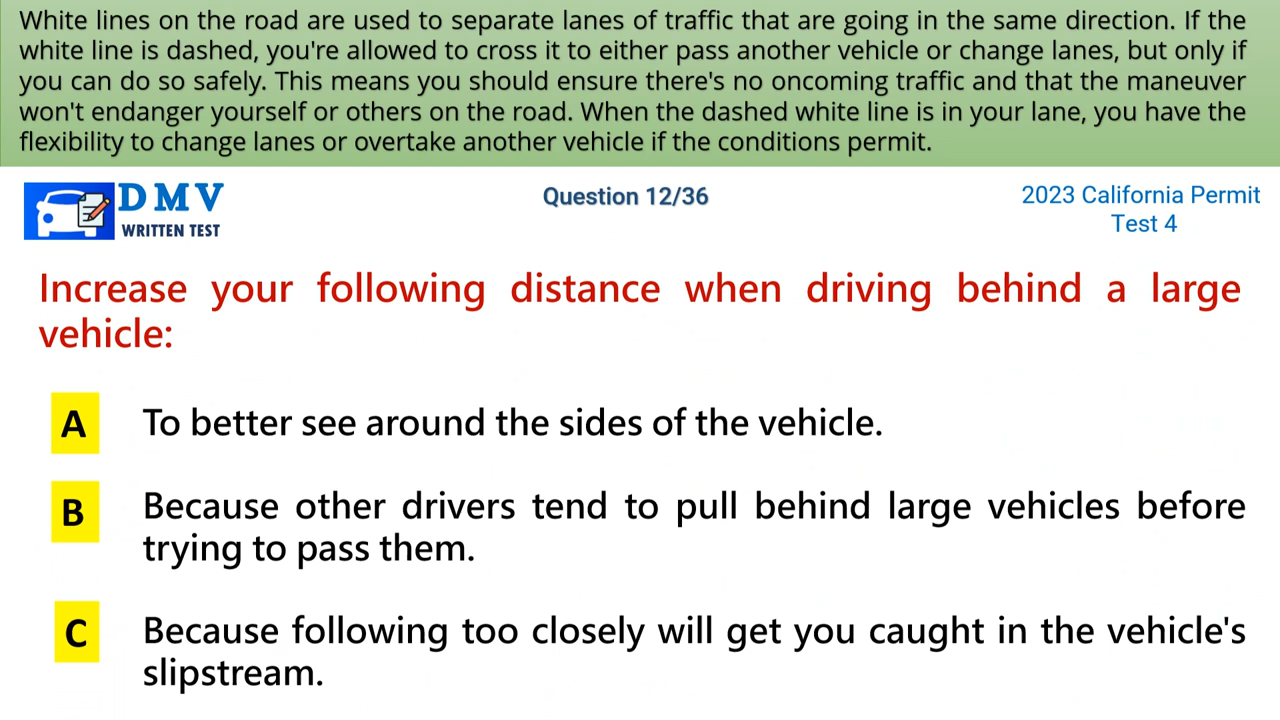 White lines on the road are used to separate lanes of traffic that are going in the same direction. If the
white line is dashed, you're allowed to cross it to either pass another vehicle or change lanes, but only if
you can do so safely. This means you should ensure there's no oncoming traffic and that the maneuver
won't endanger yourself or others on the road. When the dashed white line is in your lane, you have the
flexibility to change lanes or overtake another vehicle if the conditions permit.
DMV
WRITTEN TEST
Question 12/36
2023 California Permit
Test 4
Increase your following distance when driving behind a large
vehicle:
A To better see around the sides of the vehicle.
B Because other drivers tend to pull behind large vehicles before
trying to pass them.
C Because following too closely will get you caught in the vehicle's
slipstream.